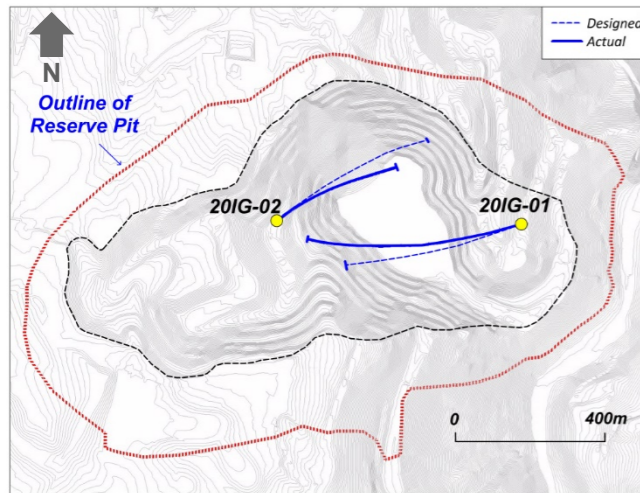 Designed
Actual
N
Outline of
Reserve Pit
20IG-02
20IG-01
0
400m